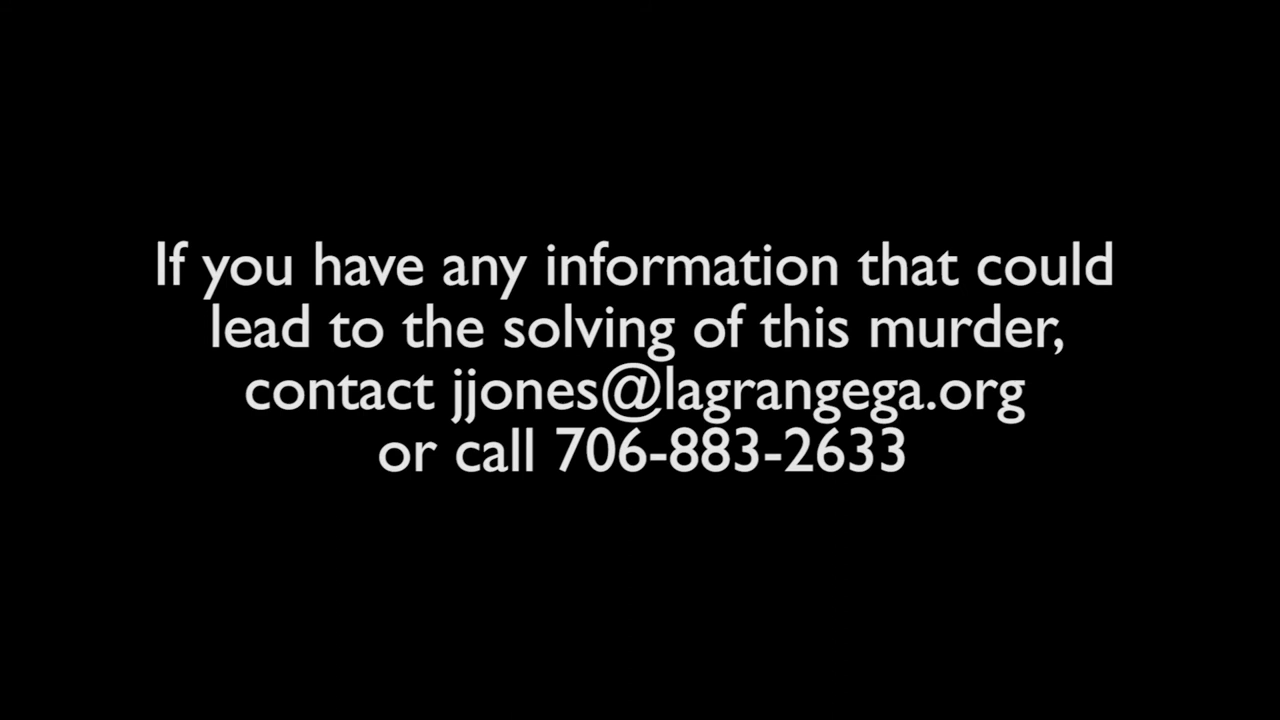 If you have any information that could
lead to the solving of this murder,
contact jjones@lagrangega.org
or call 706-883-2633